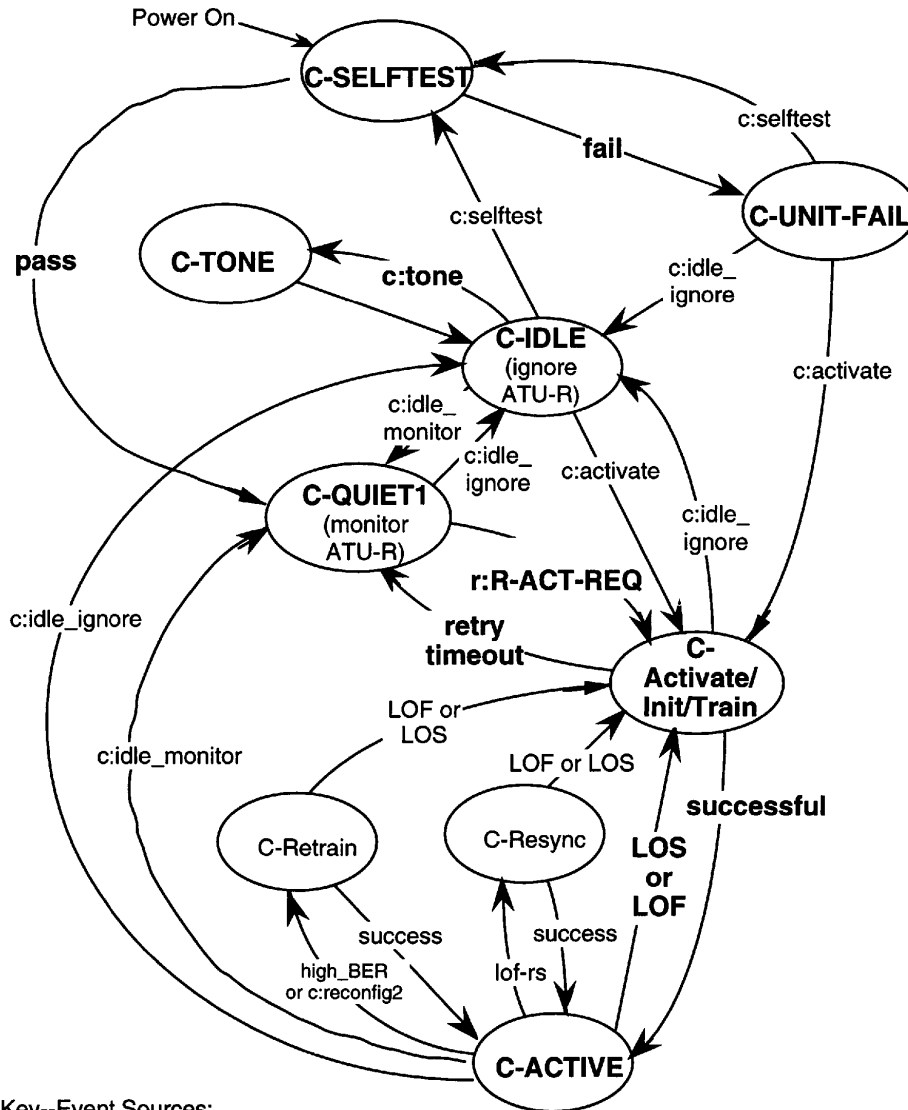 Power On
C-SELFTEST
c:selftest
fail
c:selftest
C-UNIT-FAIL
pass
C-TONE
c:tone
c:idle_
ignore
C-IDLE
(ignore
ATU-R)
c:activate
c:idle_
monitor
c:idle_
ignore
c:activate
C-QUIET1
(monitor
ATU-R)
c:idle_
ignore
r:R-ACT-REQ
c:idle_ignore
retry
timeout
C-
Activate/
Init/Train
LOF or
LOS
c:idle_monitor
LOF or LOS
successful
C-Retrain
C-Resync
LOS
or
LOF
success
success
high_BER
or c:reconfig2
lof-rs
C-ACTIVE
Key--Event Sources: